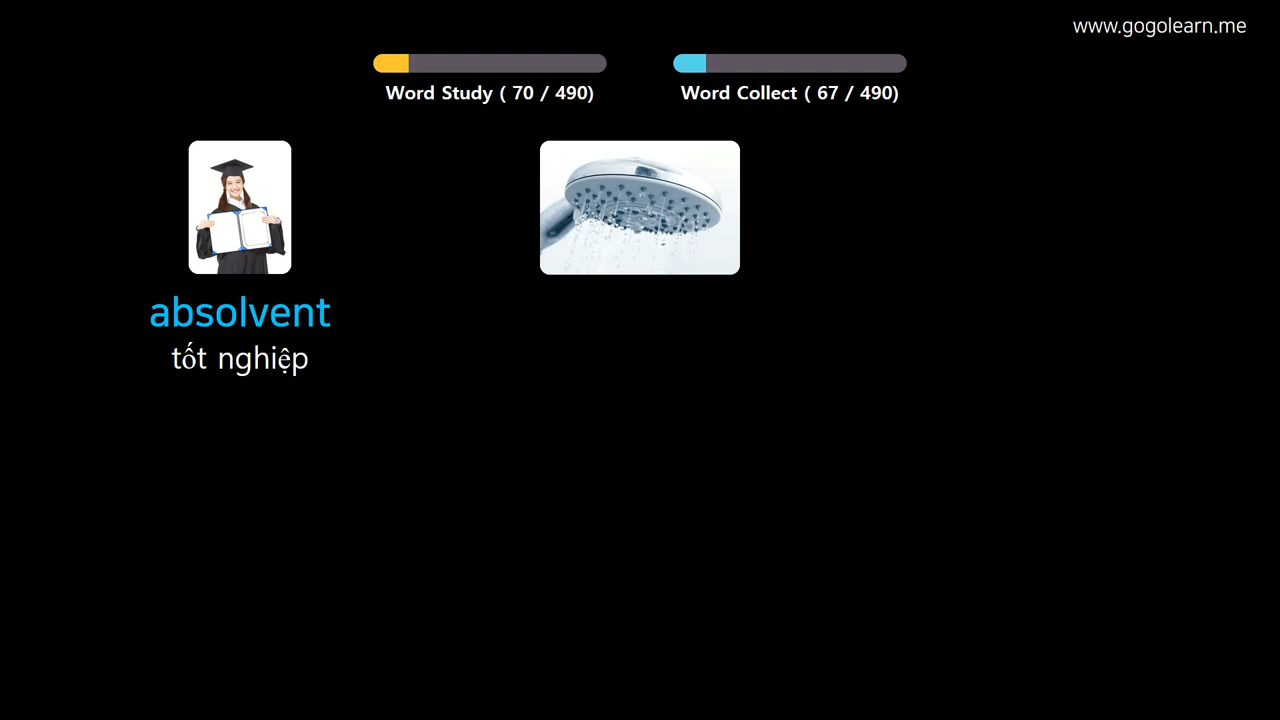 www.gogolearn.me
Word Study ( 70 / 490)
Word Collect ( 67 / 490)
absolvent
tốt nghiệp